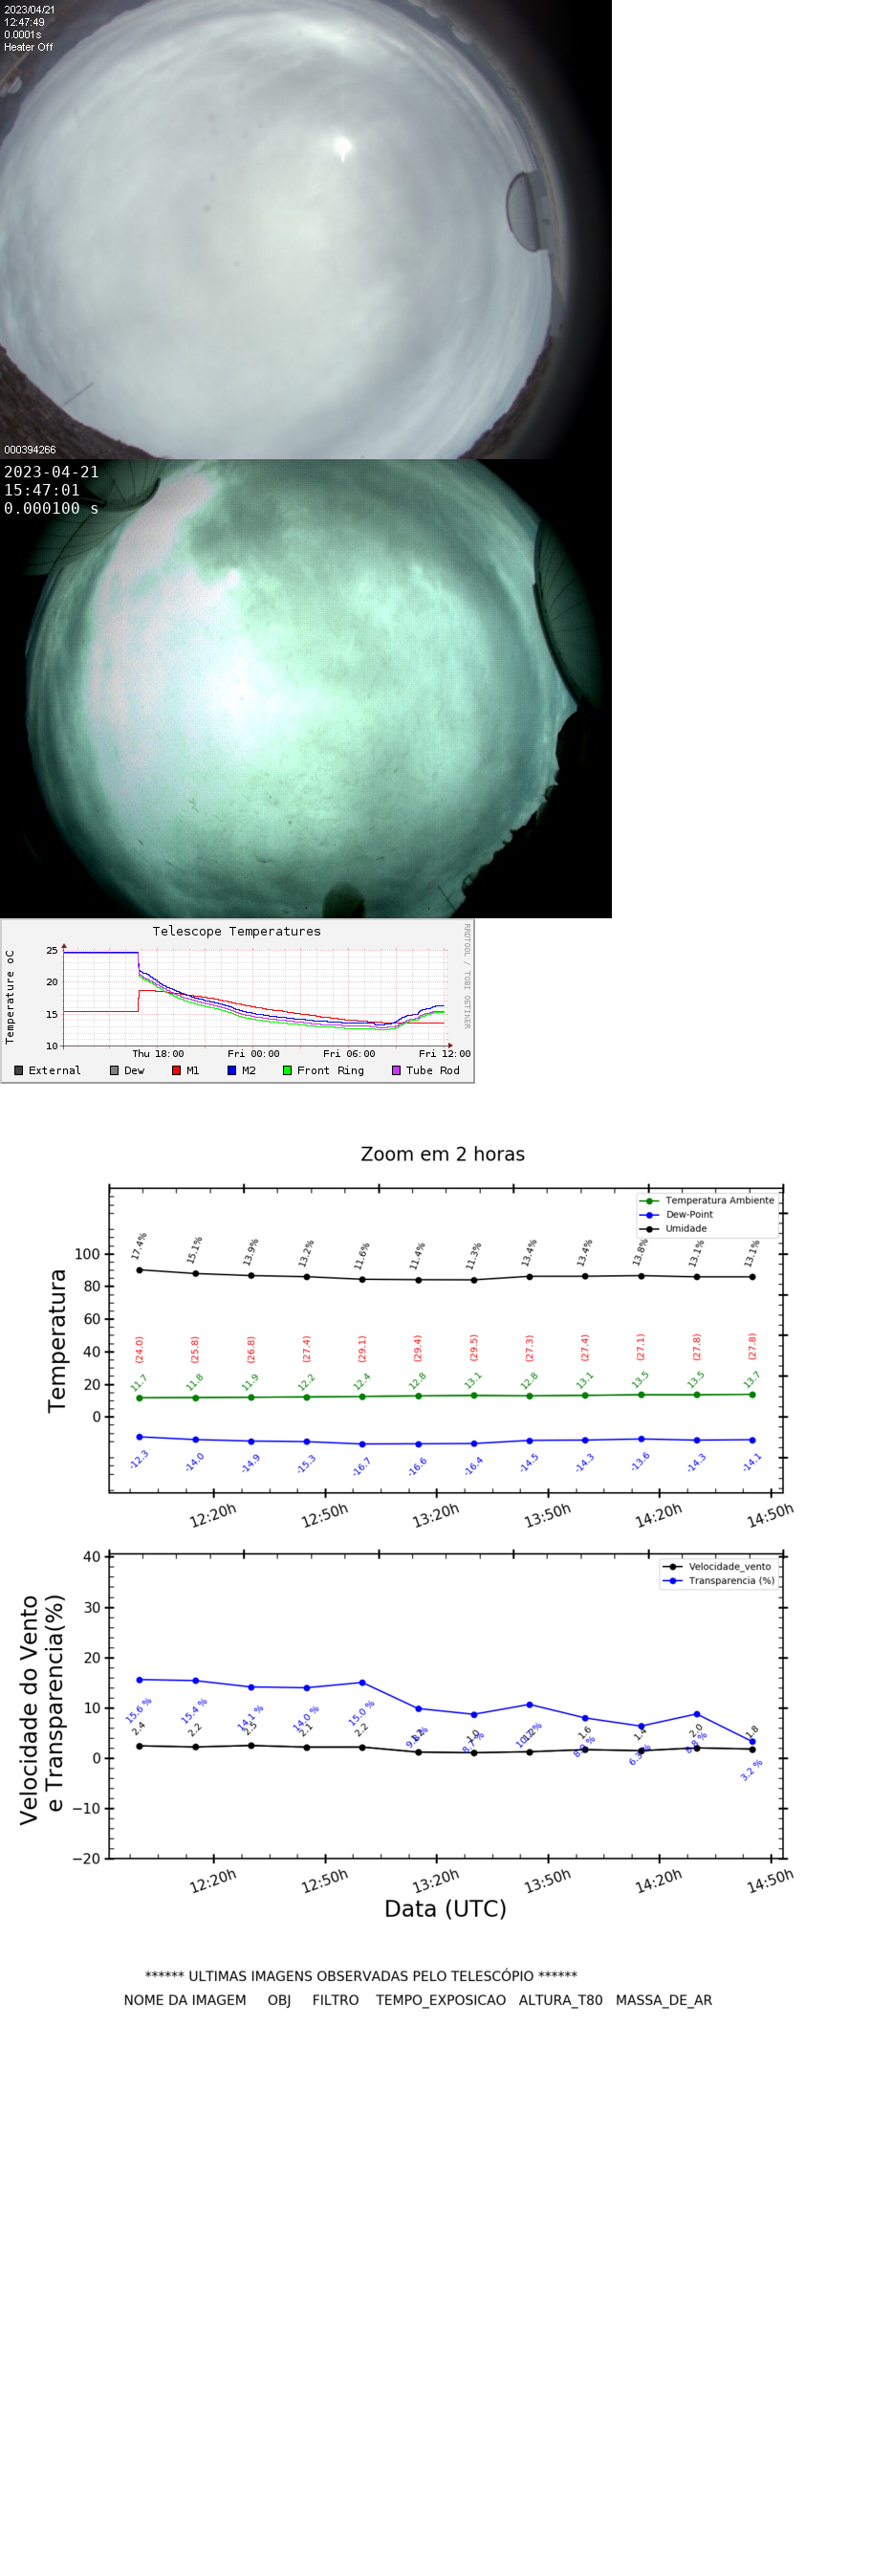 2023/04/21
12:47:49
0.0001s
Heater Off
000394266
2023-04-21
15:47:01
0.000100 s
Telescope Temperatures
RRDTOOL / TOBI OETIKER
Temperature oC
25
20
15
10
Thu 18:00 Fri 00:00 Fri 06:00 Fri 12:00
External Dew M1 M2 Front Ring Tube Rod
Zoom em 2 horas
Temperatura Ambiente
Dew-Point
Umidade
Temperatura
100
80
60
40
20
0
17.4% 15.1% 13.9% 13.2% 11.6% 11.4% 11.3% 13.4% 13.4% 13.8% 13.1% 13.1%
(24.0) (25.8) (26.8) (27.4) (29.1) (29.4) (29.5) (27.3) (27.4) (27.1) (27.8) (27.8)
11.7 11.8 11.9 12.2 12.4 12.8 13.1 12.8 13.1 13.5 13.5 13.7
-12.3 -14.0 -14.9 -15.3 -16.7 -16.6 -16.4 -14.5 -14.3 -13.6 -14.3 -14.1
12:20h 12:50h 13:20h 13:50h 14:20h 14:50h
Velocidade_vento
Transparencia (%)
Velocidade do Vento
e Transparencia(%)
40
30
20
10
0
−10
−20
15.6 % 15.4 % 14.1 % 14.0 % 15.0 % 3.2 %
2.4 2.2 2.5 2.1 2.2 1.6 1.4 2.0 1.8
12:20h 12:50h 13:20h 13:50h 14:20h 14:50h
Data (UTC)
****** ULTIMAS IMAGENS OBSERVADAS PELO TELESCÓPIO ******
NOME DA IMAGEM OBJ FILTRO TEMPO_EXPOSICAO ALTURA_T80 MASSA_DE_AR